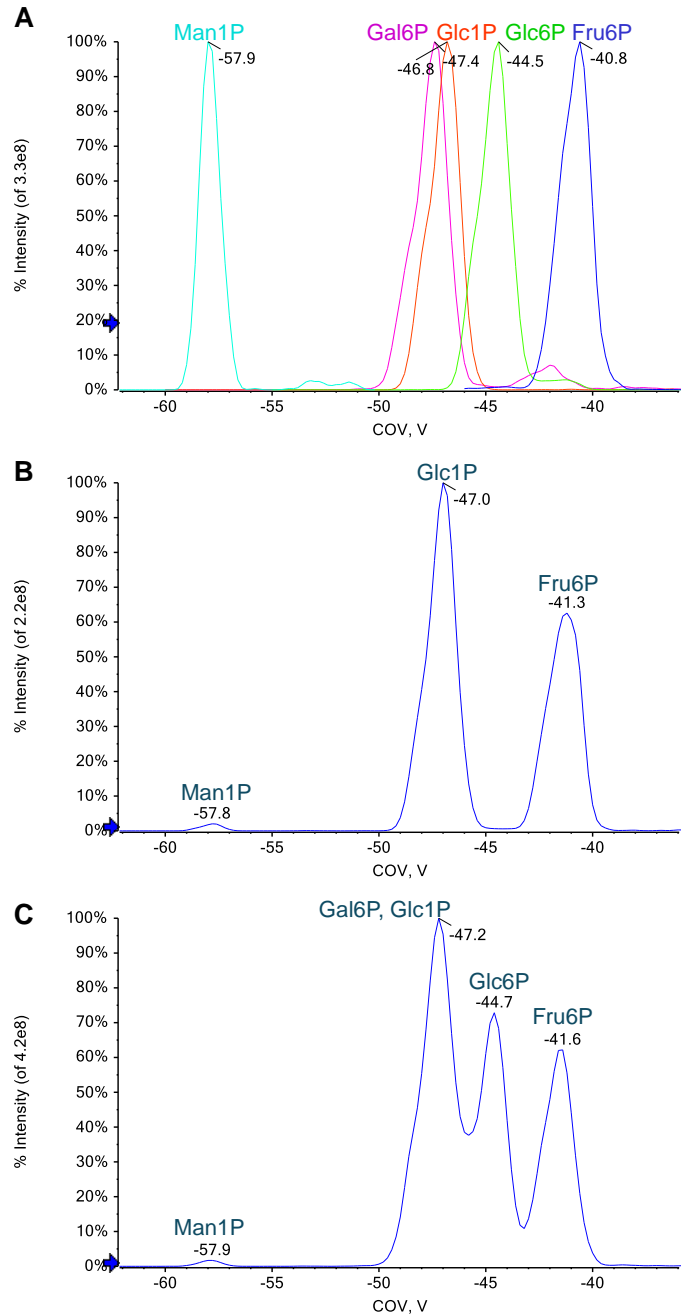 A
Man1P Gal6P Glc1P Glc6P Fru6P
120%
110%
-57.9 -46.8 -47.4 -44.5 -40.8
100%
90%
80%
70%
60%
50%
40%
30%
20%
10%
0%
% Intensity (of 3.3e8)
-60 -55 -50 -45 -40
COV, V
B
Glc1P
100%
-47.0
90%
80%
70%
Fru6P
-41.3
60%
50%
40%
30%
20%
10%
0%
Man1P
-57.8
% Intensity (of 2.2e8)
-60 -55 -50 -45 -40
COV, V
C
Gal6P, Glc1P
100%
-47.2
90%
80%
Glc6P
-44.7
70%
Fru6P
-41.6
60%
50%
40%
30%
20%
10%
0%
Man1P
-57.9
% Intensity (of 4.2e8)
-60 -55 -50 -45 -40
COV, V